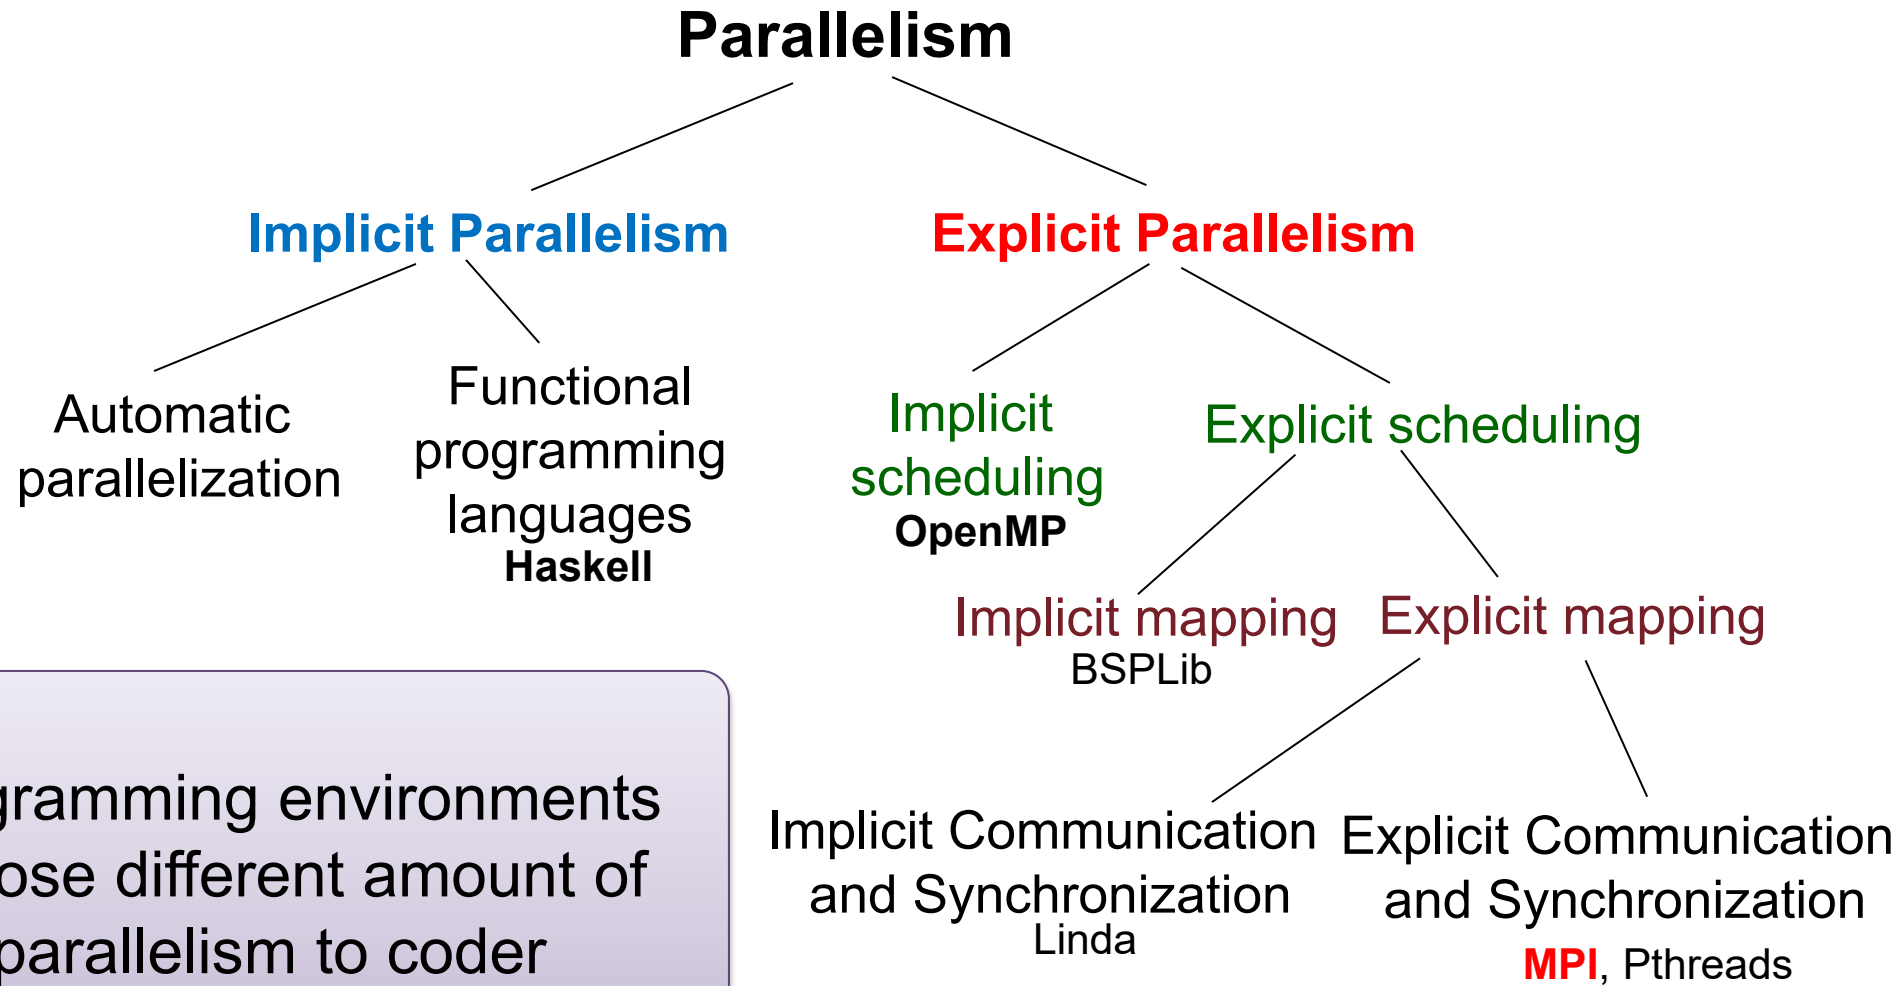 Parallelism
Implicit Parallelism
Explicit Parallelism
Automatic
parallelization
Functional
programming
languages
Haskell
Implicit
scheduling
OpenMP
Explicit scheduling
Implicit mapping
BSPLib
Explicit mapping
Implicit Communication
and Synchronization
Linda
Explicit Communication
and Synchronization
MPI, Pthreads
gramming environments
ose different amount of
parallelism to coder